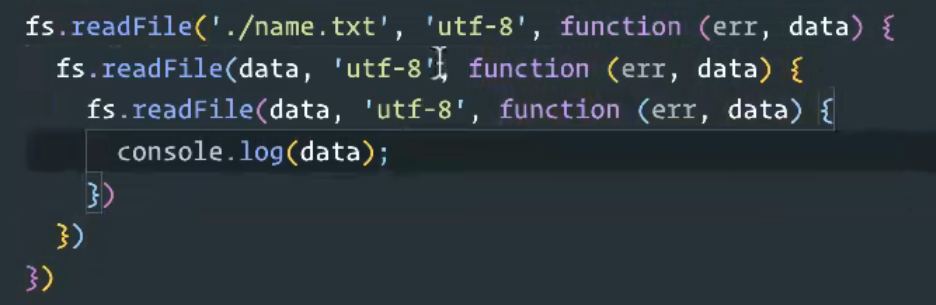 fs.readFile('./name.txt', 'utf-8', function (err, data) {
  fs.readFile(data, 'utf-8', function (err, data) {
    fs.readFile(data, 'utf-8', function (err, data) {
      console.log(data);
    })
  })
})